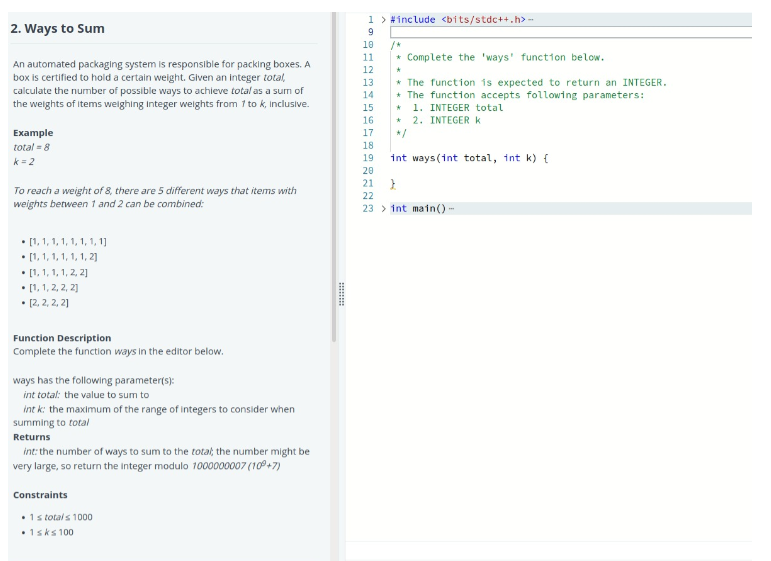 2. Ways to Sum
An automated packaging system is responsible for packing boxes. A
box is certified to hold a certain weight. Given an integer total,
calculate the number of possible ways to achieve total as a sum of
the weights of items weighing integer weights from 1 to k, inclusive.
Example
total = 8
k = 2
To reach a weight of 8, there are 5 different ways that items with
weights between 1 and 2 can be combined:
• [1, 1, 1, 1, 1, 1, 1, 1]
• [1, 1, 1, 1, 1, 1, 2]
• [1, 1, 1, 1, 2, 2]
• [1, 1, 2, 2, 2]
• [2, 2, 2, 2]
Function Description
Complete the function ways in the editor below.
ways has the following parameter(s):
int total: the value to sum to
int k: the maximum of the range of integers to consider when
summing to total
Returns
int: the number of ways to sum to the total; the number might be
very large, so return the integer modulo 1000000007 (10⁹+7)
Constraints
• 1 ≤ total ≤ 1000
• 1 ≤ k ≤ 100
1 > #include <bits/stdc++.h>⋯
9
10 /*
11 * Complete the 'ways' function below.
12 *
13 * The function is expected to return an INTEGER.
14 * The function accepts following parameters:
15 * 1. INTEGER total
16 * 2. INTEGER k
17 */
18
19 int ways(int total, int k) {
20
21 }
22
23 > int main()⋯